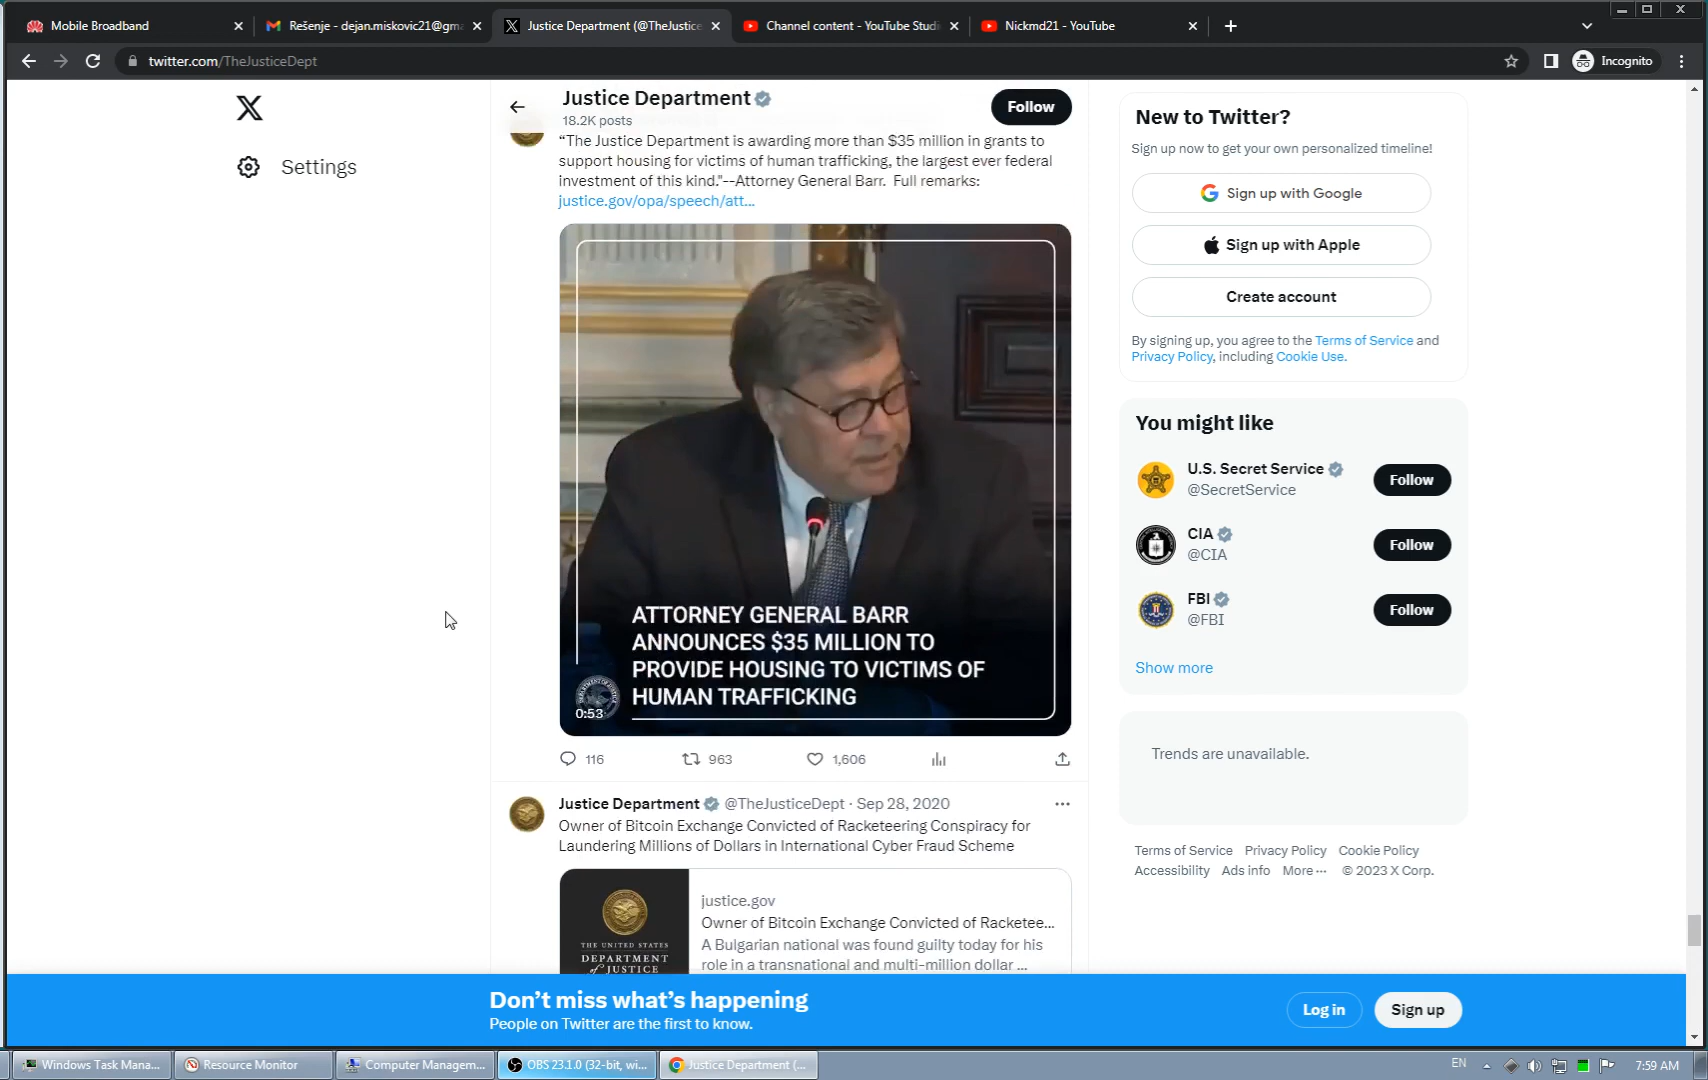 Mobile Broadband
Rešenje - dejan.miskovic21@gma
Justice Department (@TheJustice
Channel content - YouTube Studi
Nickmd21 - YouTube
twitter.com/TheJusticeDept
Incognito
Settings
Justice Department
18.2K posts
Follow
“The Justice Department is awarding more than $35 million in grants to
support housing for victims of human trafficking, the largest ever federal
investment of this kind."--Attorney General Barr. Full remarks:
justice.gov/opa/speech/att...
ATTORNEY GENERAL BARR
ANNOUNCES $35 MILLION TO
PROVIDE HOUSING TO VICTIMS OF
HUMAN TRAFFICKING
0:53
116
963
1,606
Justice Department @TheJusticeDept · Sep 28, 2020
Owner of Bitcoin Exchange Convicted of Racketeering Conspiracy for
Laundering Millions of Dollars in International Cyber Fraud Scheme
THE UNITED STATES
DEPARTMENT
of JUSTICE
justice.gov
Owner of Bitcoin Exchange Convicted of Racketee...
A Bulgarian national was found guilty today for his
role in a transnational and multi-million dollar ...
New to Twitter?
Sign up now to get your own personalized timeline!
Sign up with Google
Sign up with Apple
Create account
By signing up, you agree to the Terms of Service and
Privacy Policy, including Cookie Use.
You might like
U.S. Secret Service
@SecretService
Follow
CIA
@CIA
Follow
FBI
@FBI
Follow
Show more
Trends are unavailable.
Terms of Service Privacy Policy Cookie Policy
Accessibility Ads info More ··· © 2023 X Corp.
Don’t miss what’s happening
People on Twitter are the first to know.
Log in
Sign up
Windows Task Mana...
Resource Monitor
Computer Managem...
OBS 23.1.0 (32-bit, wi...
Justice Department (...
EN
7:59 AM